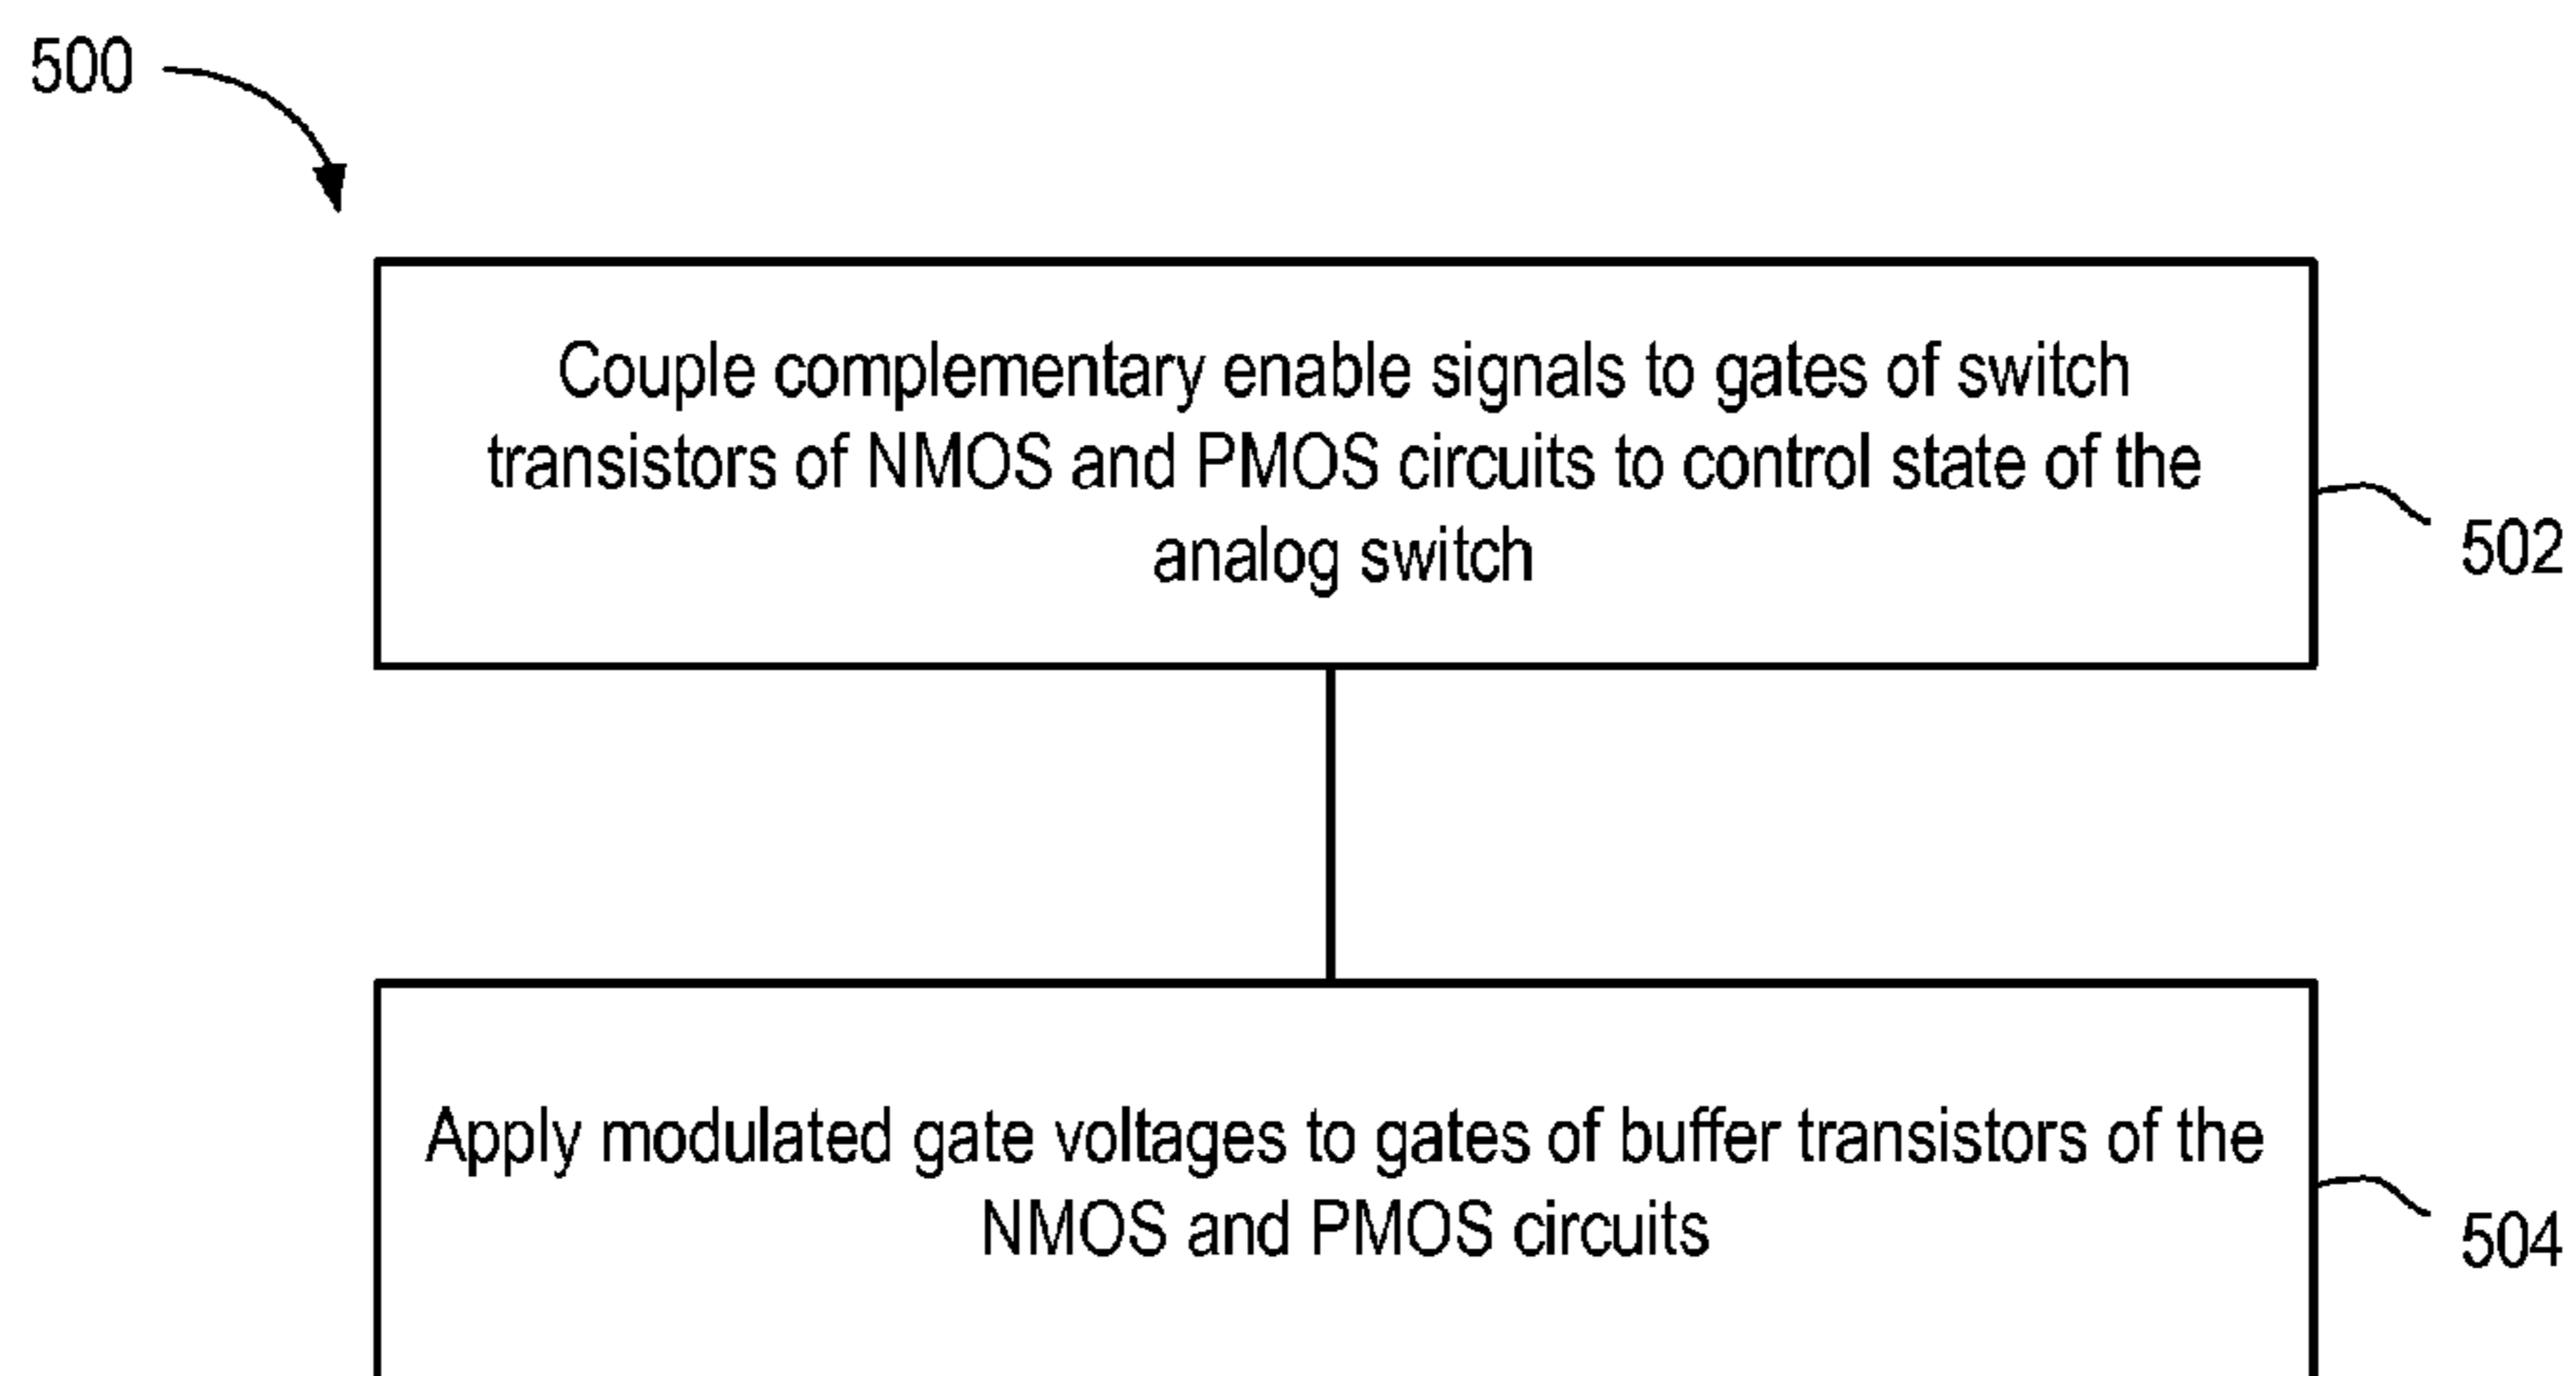 500
Couple complementary enable signals to gates of switch
transistors of NMOS and PMOS circuits to control state of the
analog switch
502
Apply modulated gate voltages to gates of buffer transistors of the
NMOS and PMOS circuits
504